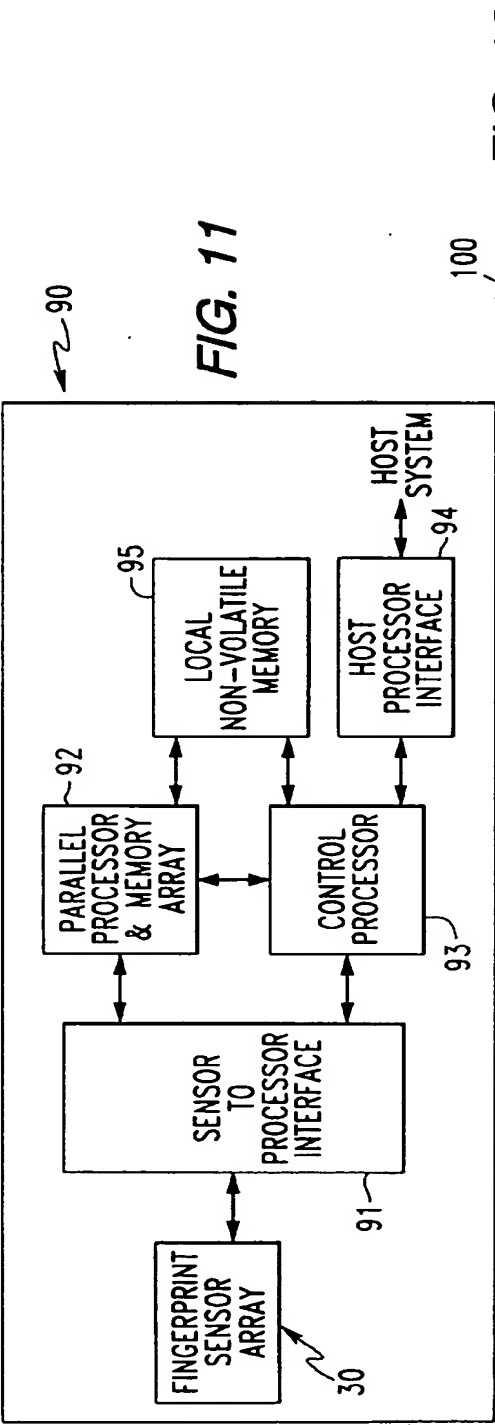 FIG. 11
90
FINGERPRINT
SENSOR
ARRAY
30
SENSOR
TO
PROCESSOR
INTERFACE
91
PARALLEL
PROCESSOR
& MEMORY
ARRAY
92
CONTROL
PROCESSOR
93
LOCAL
NON-VOLATILE
MEMORY
95
HOST
PROCESSOR
INTERFACE
94
HOST
SYSTEM
100